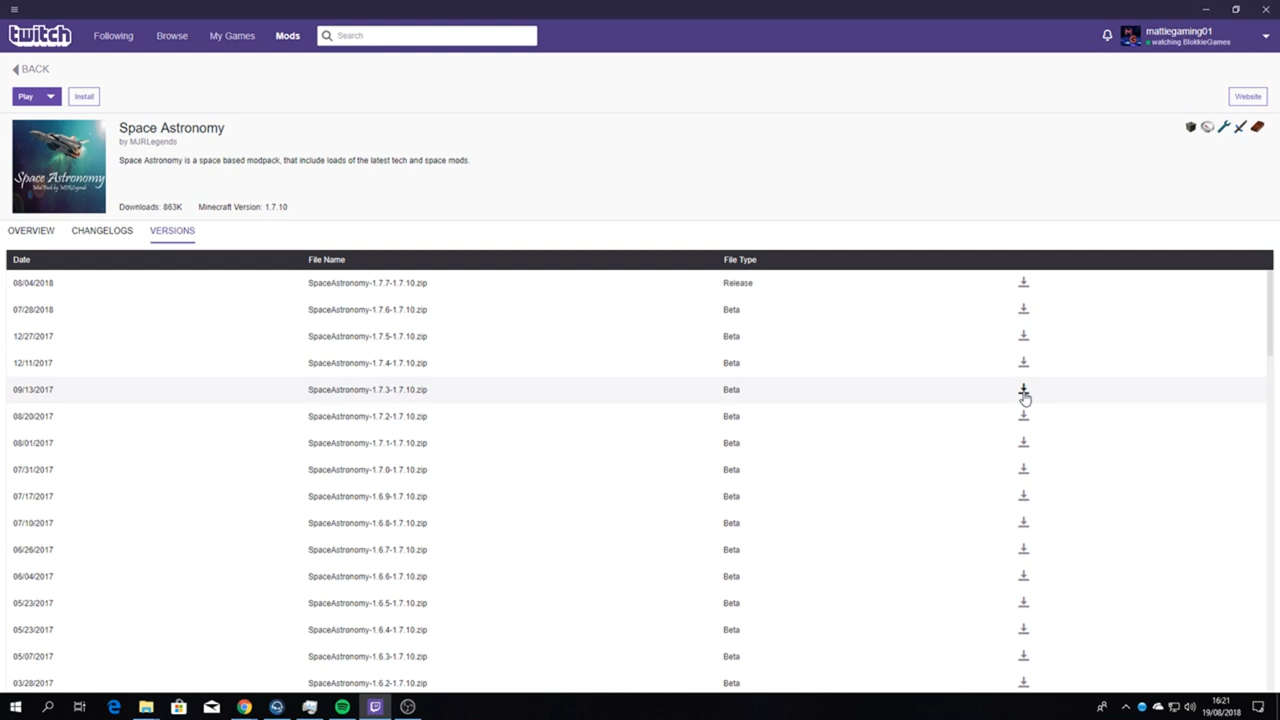 twitch Following Browse My Games Mods Search mattiegaming01
watching BlokkieGames
BACK
Play Install Website
Space Astronomy
by MJRLegends
Space Astronomy is a space based modpack, that include loads of the latest tech and space mods.
Space Astronomy
Mod Pack by MJRLegends
Downloads: 863K Minecraft Version: 1.7.10
OVERVIEW CHANGELOGS VERSIONS
Date File Name File Type
08/04/2018 SpaceAstronomy-1.7.7-1.7.10.zip Release
07/28/2018 SpaceAstronomy-1.7.6-1.7.10.zip Beta
12/27/2017 SpaceAstronomy-1.7.5-1.7.10.zip Beta
12/11/2017 SpaceAstronomy-1.7.4-1.7.10.zip Beta
09/13/2017 SpaceAstronomy-1.7.3-1.7.10.zip Beta
08/20/2017 SpaceAstronomy-1.7.2-1.7.10.zip Beta
08/01/2017 SpaceAstronomy-1.7.1-1.7.10.zip Beta
07/31/2017 SpaceAstronomy-1.7.0-1.7.10.zip Beta
07/17/2017 SpaceAstronomy-1.6.9-1.7.10.zip Beta
07/10/2017 SpaceAstronomy-1.6.8-1.7.10.zip Beta
06/26/2017 SpaceAstronomy-1.6.7-1.7.10.zip Beta
06/04/2017 SpaceAstronomy-1.6.6-1.7.10.zip Beta
05/23/2017 SpaceAstronomy-1.6.5-1.7.10.zip Beta
05/23/2017 SpaceAstronomy-1.6.4-1.7.10.zip Beta
05/07/2017 SpaceAstronomy-1.6.3-1.7.10.zip Beta
03/28/2017 SpaceAstronomy-1.6.2-1.7.10.zip Beta
16:21
19/08/2018